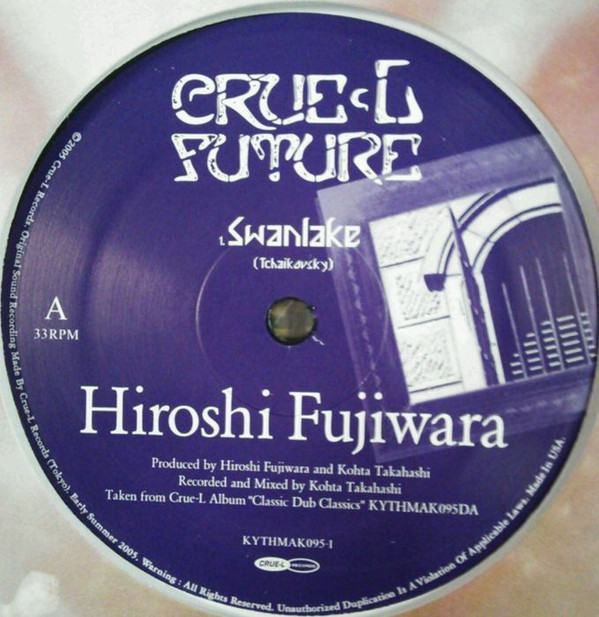 CRUE-L
FUTURE
1. Swanlake
(Tchaikovsky)
A
33RPM
Hiroshi Fujiwara
Produced by Hiroshi Fujiwara and Kohta Takahashi
Recorded and Mixed by Kohta Takahashi
Taken from Crue-L Album "Classic Dub Classics" KYTHMAK095DA
KYTHMAK095-1
CRUE-L RECORDS
©2005 Crue-L Records. Original Sound Recording Made By Crue-L Records (Tokyo). Early Summer 2005. Warning : All Rights Reserved. Unauthorized Duplication Is A Violation Of Applicable Laws. Made In USA.